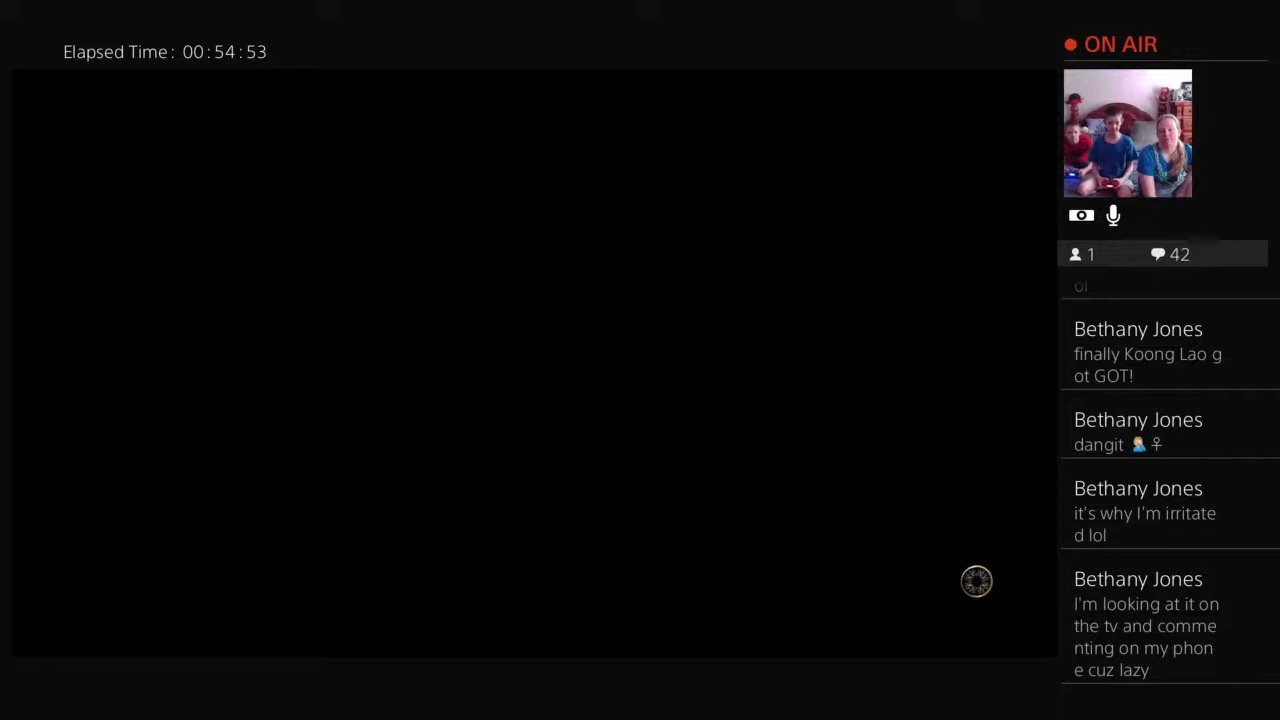 Elapsed Time: 00:54:53
ON AIR
1
42
ol
Bethany Jones
finally Koong Lao g
ot GOT!
Bethany Jones
dangit 🤦🏼♀
Bethany Jones
it's why I'm irritate
d lol
Bethany Jones
I'm looking at it on
the tv and comme
nting on my phon
e cuz lazy